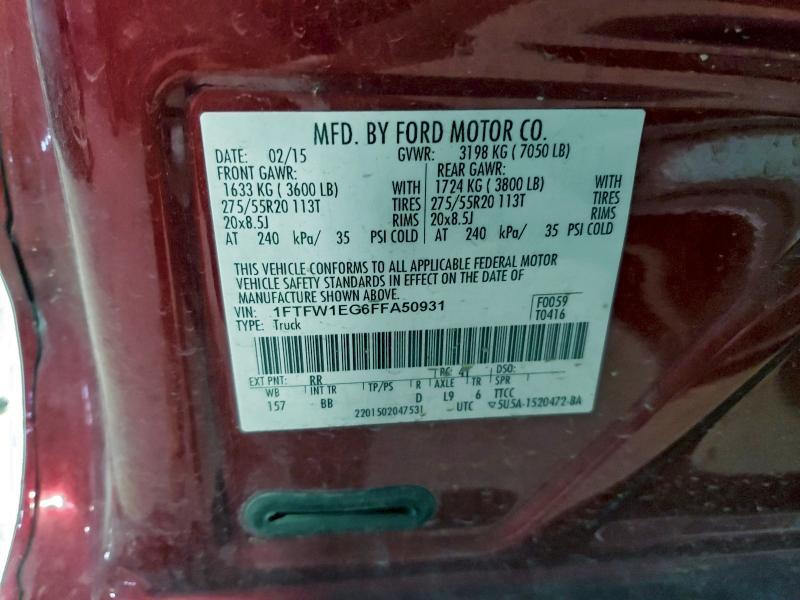 MFD. BY FORD MOTOR CO.
DATE: 02/15 GVWR: 3198 KG ( 7050 LB)
FRONT GAWR: REAR GAWR:
1633 KG ( 3600 LB) WITH 1724 KG ( 3800 LB) WITH
275/55R20 113T TIRES 275/55R20 113T TIRES
20x8.5J RIMS 20x8.5J RIMS
AT 240 kPa/ 35 PSI COLD AT 240 kPa/ 35 PSI COLD
THIS VEHICLE CONFORMS TO ALL APPLICABLE FEDERAL MOTOR
VEHICLE SAFETY STANDARDS IN EFFECT ON THE DATE OF
MANUFACTURE SHOWN ABOVE.
VIN: 1FTFW1EG6FFA50931 F0059
TYPE: Truck T0416
EXT PNT: RR RC: 41 DSO:
WB INT TR TP/PS R AXLE TR SPR
157 BB D L9 6 TTCC
220150204753 UTC ▽5U5A-1520472-BA